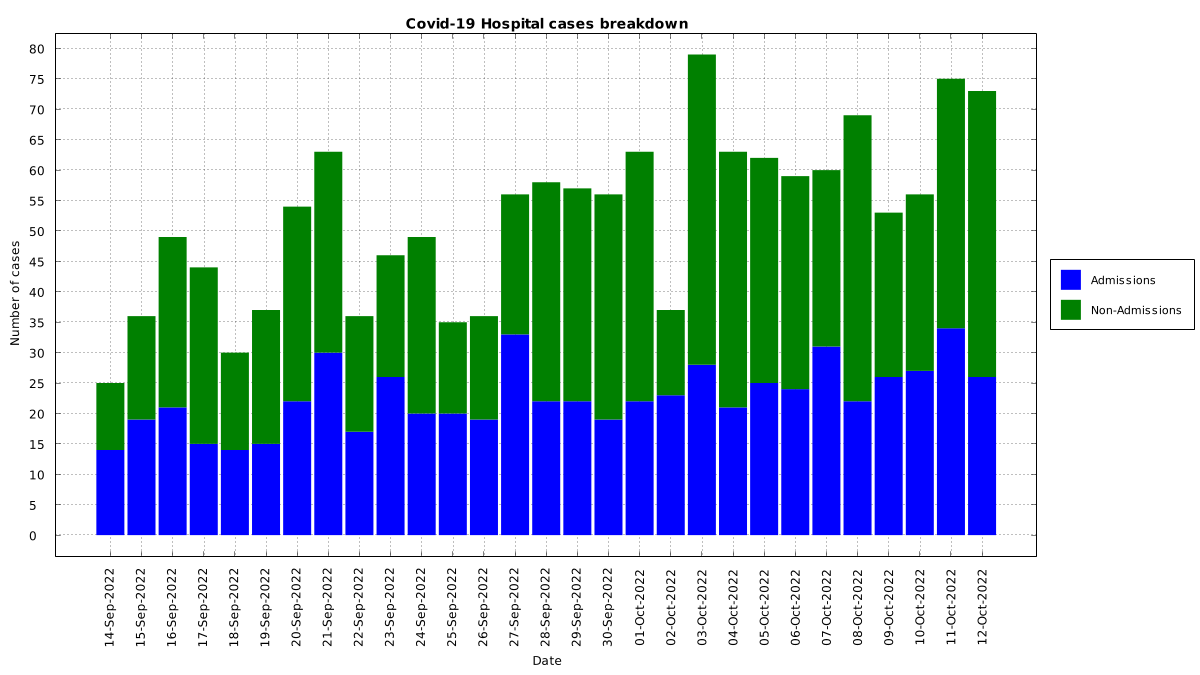 Covid-19 Hospital cases breakdown
80
75
70
65
60
55
50
45
40
35
30
25
20
15
10
5
0
Number of cases
14-Sep-2022
15-Sep-2022
16-Sep-2022
17-Sep-2022
18-Sep-2022
19-Sep-2022
20-Sep-2022
21-Sep-2022
22-Sep-2022
23-Sep-2022
24-Sep-2022
25-Sep-2022
26-Sep-2022
27-Sep-2022
28-Sep-2022
29-Sep-2022
30-Sep-2022
01-Oct-2022
02-Oct-2022
03-Oct-2022
04-Oct-2022
05-Oct-2022
06-Oct-2022
07-Oct-2022
08-Oct-2022
09-Oct-2022
10-Oct-2022
11-Oct-2022
12-Oct-2022
Date
Admissions
Non-Admissions